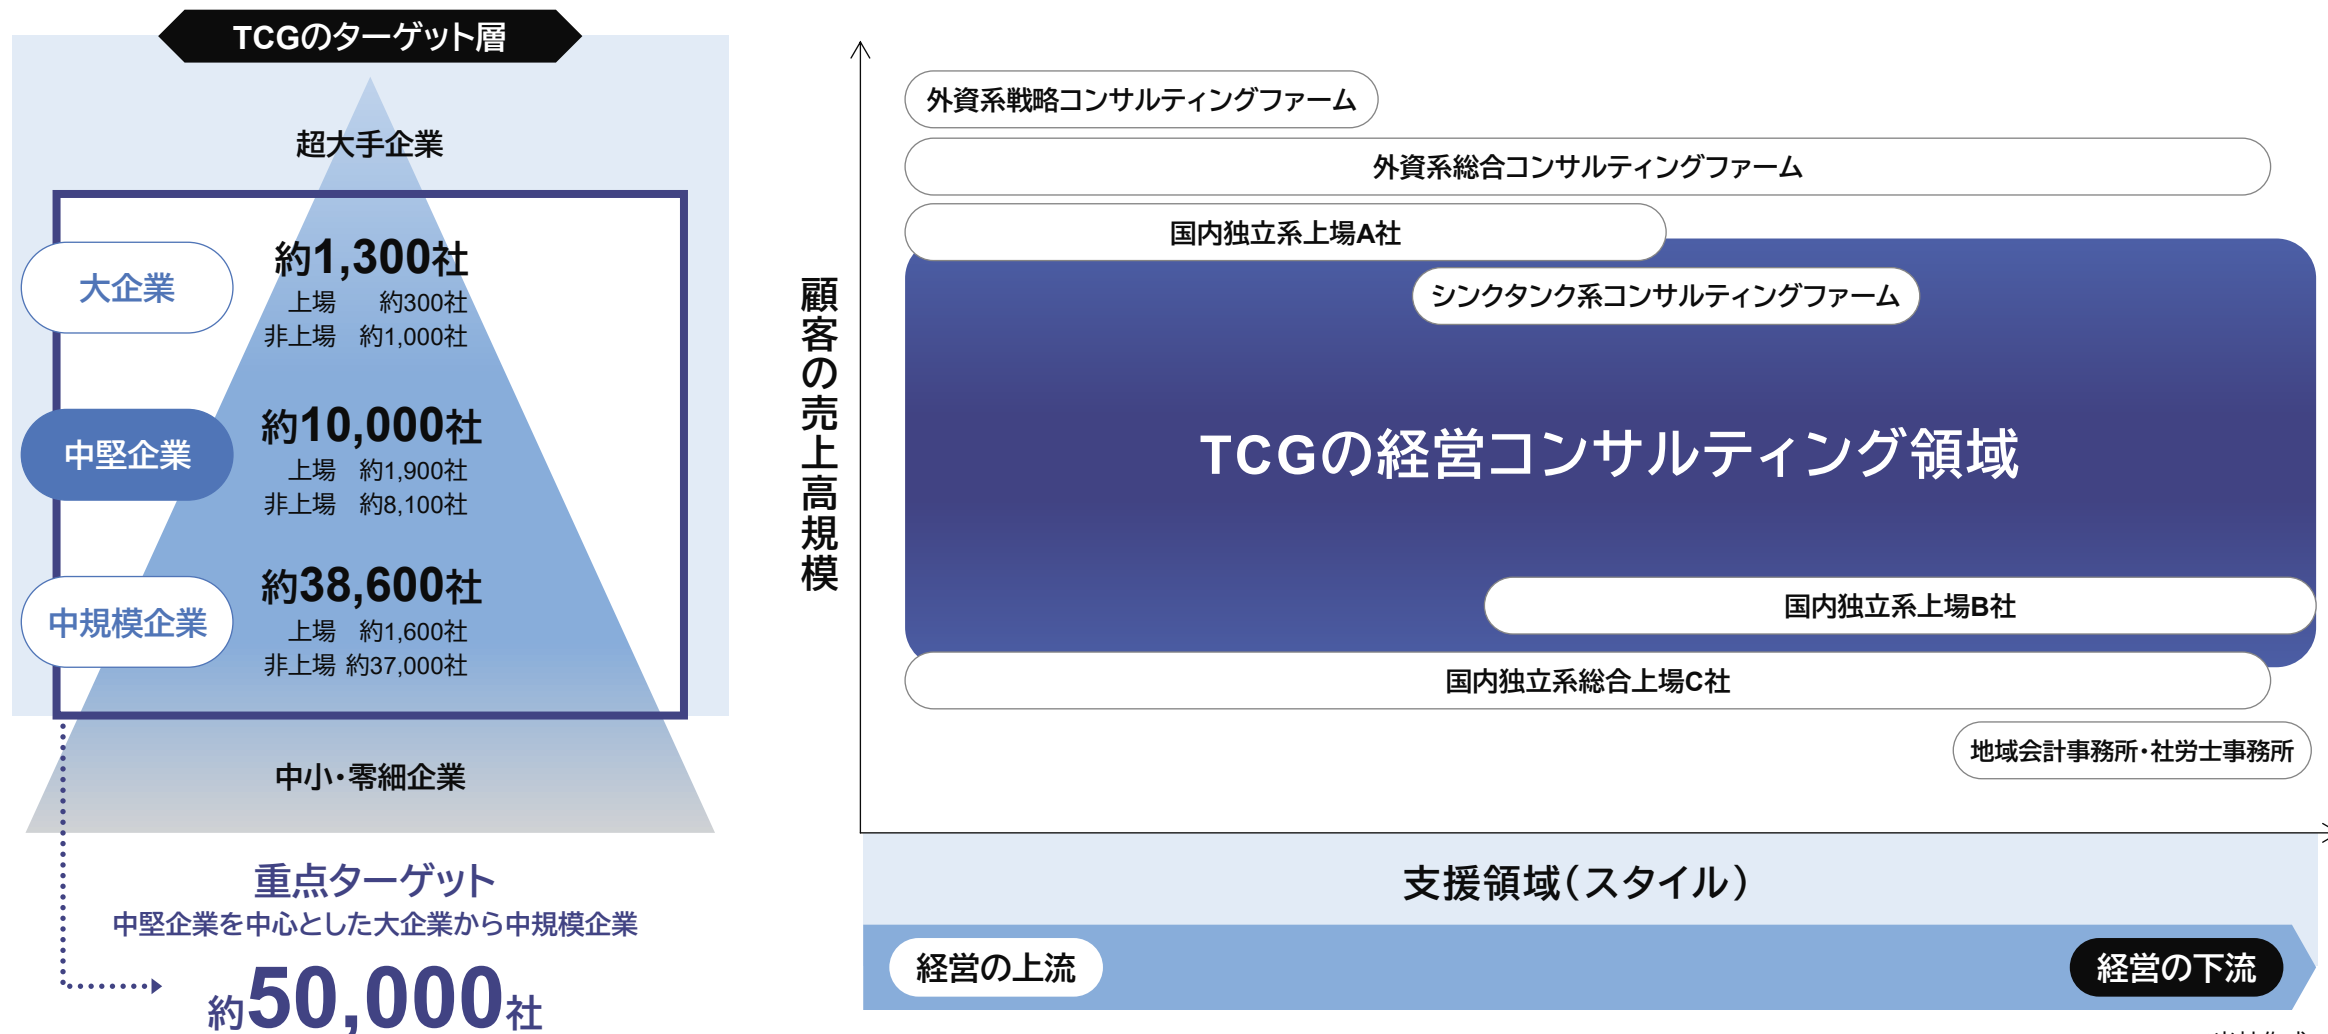 TCGのターゲット層
超大手企業
大企業
約1,300社
上場 約300社
非上場 約1,000社
中堅企業
約10,000社
上場 約1,900社
非上場 約8,100社
中規模企業
約38,600社
上場 約1,600社
非上場 約37,000社
中小・零細企業
重点ターゲット
中堅企業を中心とした大企業から中規模企業
約50,000社
顧客の売上高規模
外資系戦略コンサルティングファーム
外資系総合コンサルティングファーム
国内独立系上場A社
シンクタンク系コンサルティングファーム
TCGの経営コンサルティング領域
国内独立系上場B社
国内独立系総合上場C社
地域会計事務所・社労士事務所
支援領域(スタイル)
経営の上流
経営の下流